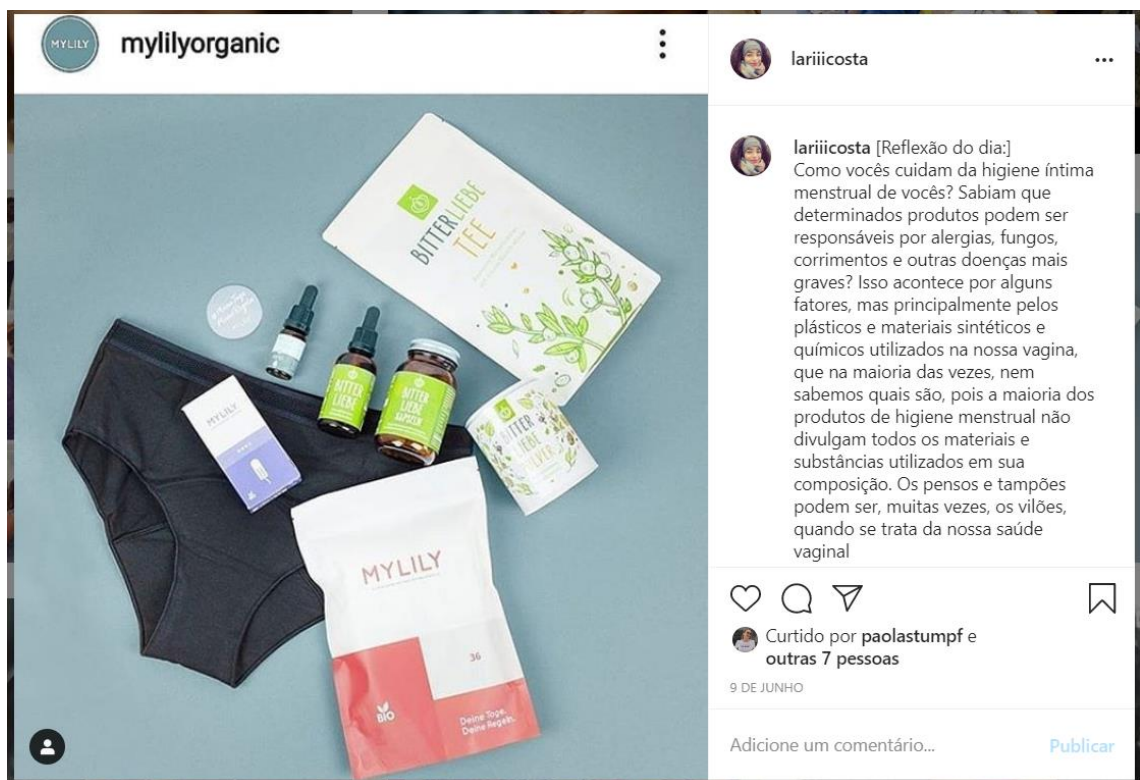 MYLILY
mylilyorganic
BITTERLIEBE
TEE
BITTER
LIEBE
BITTER
LIEBE
KAPSELN
MYLILY
BITTER
LIEBE
MYLILY
36
BIO
Deine Tage.
Deine Regeln.
lariiicosta
lariiicosta [Reflexão do dia:]
Como vocês cuidam da higiene íntima
menstrual de vocês? Sabiam que
determinados produtos podem ser
responsáveis por alergias, fungos,
corrimentos e outras doenças mais
graves? Isso acontece por alguns
fatores, mas principalmente pelos
plásticos e materiais sintéticos e
químicos utilizados na nossa vagina,
que na maioria das vezes, nem
sabemos quais são, pois a maioria dos
produtos de higiene menstrual não
divulgam todos os materiais e
substâncias utilizados em sua
composição. Os pensos e tampões
podem ser, muitas vezes, os vilões,
quando se trata da nossa saúde
vaginal
Curtido por paolastumpf e
outras 7 pessoas
9 DE JUNHO
Adicione um comentário...
Publicar